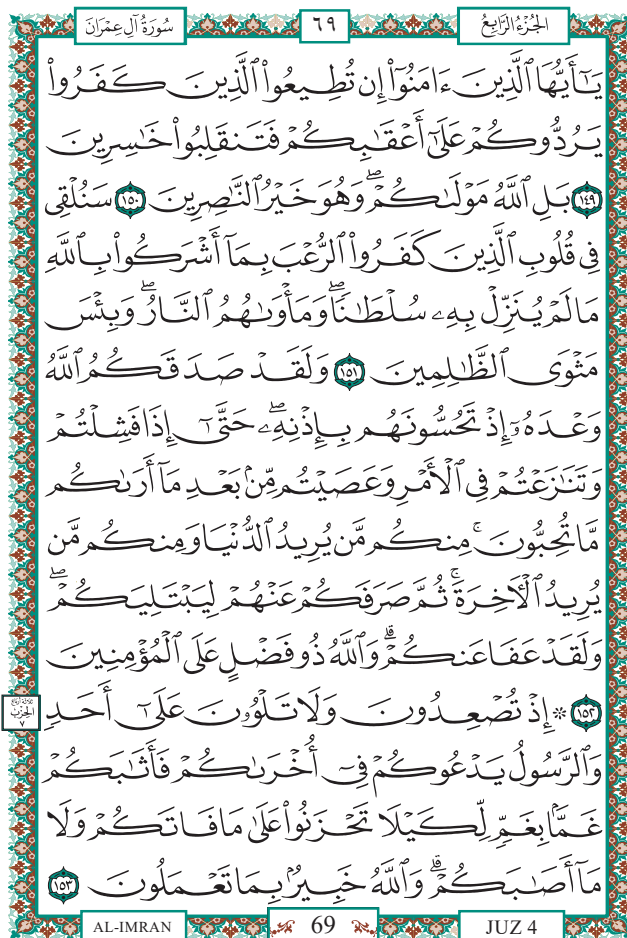 سُورَةُ آلِ عِمْرَانَ ٦٩ الجُزْءُ الرَّابِعُ
يَـٰٓأَيُّهَا ٱلَّذِينَ ءَامَنُوٓا۟ إِن تُطِيعُوا۟ ٱلَّذِينَ كَفَرُوا۟
يَرُدُّوكُمْ عَلَىٰٓ أَعْقَـٰبِكُمْ فَتَنقَلِبُوا۟ خَـٰسِرِينَ
١٤٩ بَلِ ٱللَّهُ مَوْلَىٰكُمْ ۖ وَهُوَ خَيْرُ ٱلنَّـٰصِرِينَ ١٥٠ سَنُلْقِى
فِى قُلُوبِ ٱلَّذِينَ كَفَرُوا۟ ٱلرُّعْبَ بِمَآ أَشْرَكُوا۟ بِٱللَّهِ
مَا لَمْ يُنَزِّلْ بِهِۦ سُلْطَـٰنًا ۖ وَمَأْوَىٰهُمُ ٱلنَّارُ ۖ وَبِئْسَ
مَثْوَى ٱلظَّـٰلِمِينَ ١٥١ وَلَقَدْ صَدَقَكُمُ ٱللَّهُ
وَعْدَهُۥٓ إِذْ تَحُسُّونَهُم بِإِذْنِهِۦ ۖ حَتَّىٰٓ إِذَا فَشِلْتُمْ
وَتَنَـٰزَعْتُمْ فِى ٱلْأَمْرِ وَعَصَيْتُم مِّنۢ بَعْدِ مَآ أَرَىٰكُم
مَّا تُحِبُّونَ ۚ مِنكُم مَّن يُرِيدُ ٱلدُّنْيَا وَمِنكُم مَّن
يُرِيدُ ٱلْـَٔاخِرَةَ ۚ ثُمَّ صَرَفَكُمْ عَنْهُمْ لِيَبْتَلِيَكُمْ ۖ
وَلَقَدْ عَفَا عَنكُمْ ۗ وَٱللَّهُ ذُو فَضْلٍ عَلَى ٱلْمُؤْمِنِينَ
١٥٢ ۞ إِذْ تُصْعِدُونَ وَلَا تَلْوُۥنَ عَلَىٰٓ أَحَدٍ
وَٱلرَّسُولُ يَدْعُوكُمْ فِىٓ أُخْرَىٰكُمْ فَأَثَـٰبَكُمْ
غَمًّۢا بِغَمٍّ لِّكَيْلَا تَحْزَنُوا۟ عَلَىٰ مَا فَاتَكُمْ وَلَا
مَآ أَصَـٰبَكُمْ ۗ وَٱللَّهُ خَبِيرٌۢ بِمَا تَعْمَلُونَ ١٥٣
الحِزْبِ
٧
AL-IMRAN 69 JUZ 4